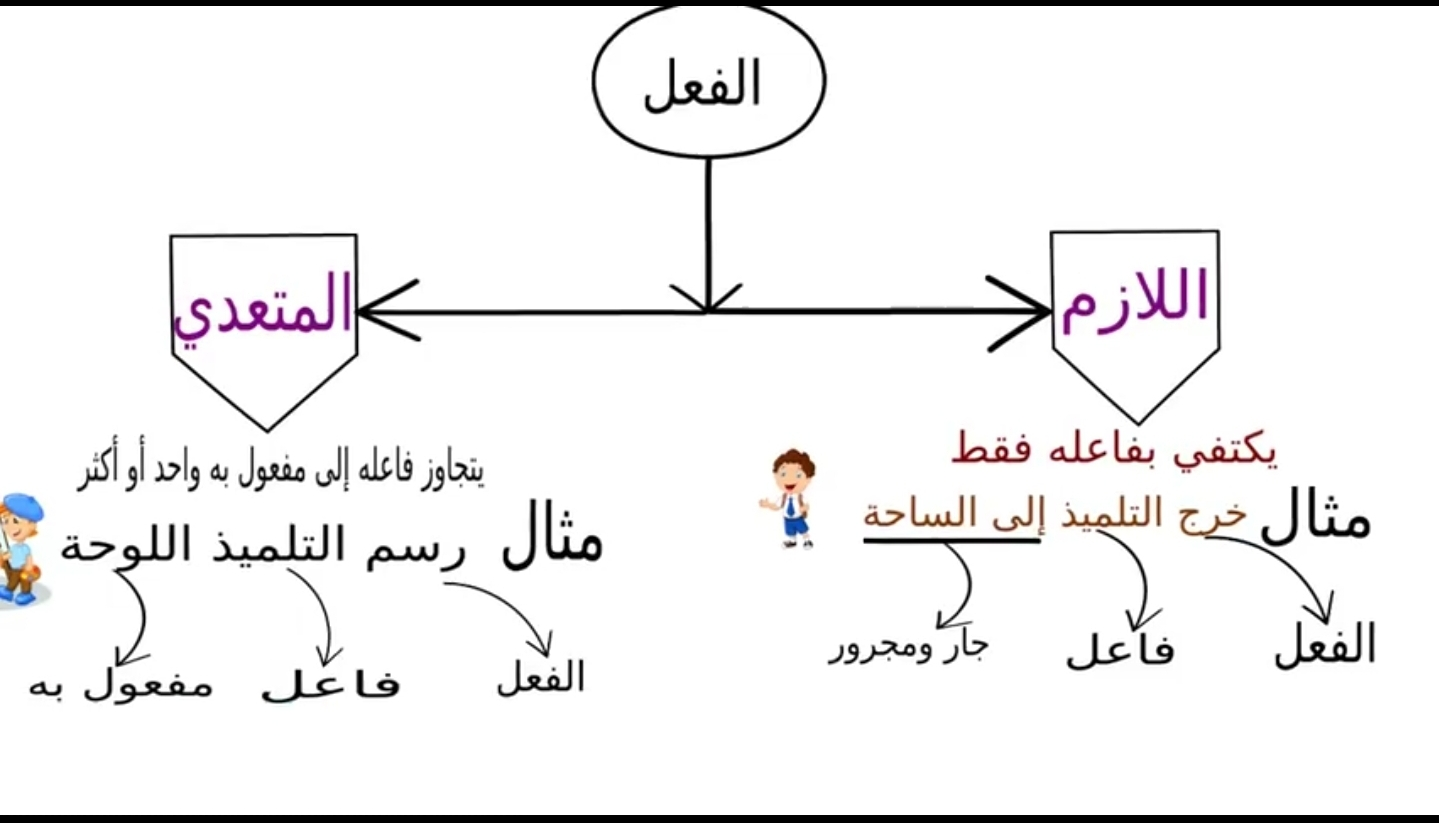 الفعل
اللازم
المتعدي
يكتفي بفاعله فقط
مثال خرج التلميذ إلى الساحة
الفعل فاعل جار ومجرور
يتجاوز فاعله إلى مفعول به واحد أو أكثر
مثال رسم التلميذ اللوحة
الفعل فاعل مفعول به